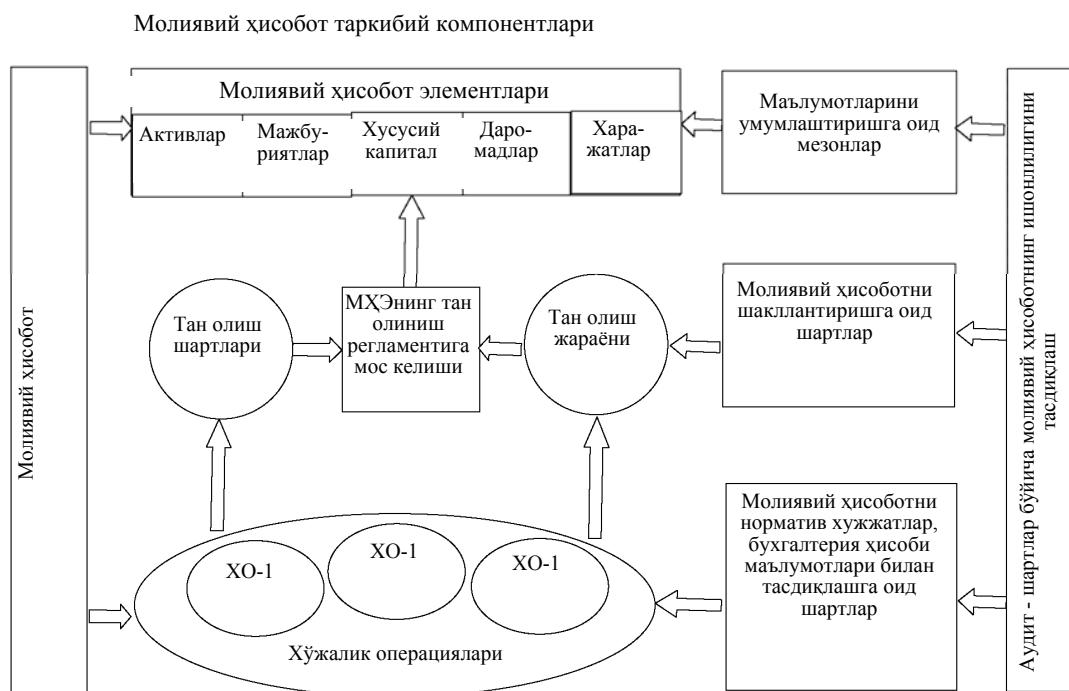 Молиявий ҳисобот таркибий компонентлари
Молиявий ҳисобот
Молиявий ҳисобот элементлари
Активлар
Мажбу-
риятлар
Хусусий
капитал
Даро-
мадлар
Хара-
жатлар
Маълумотларини
умумлаштиришга оид
мезонлар
Тан олиш
шартлари
МҲЭнинг тан
олиниш
регламентига
мос келиши
Тан олиш
жараёни
Молиявий ҳисоботни
шакллантиришга оид
шартлар
ХО-1
ХО-1
ХО-1
Хўжалик операциялари
Молиявий ҳисоботни
норматив хужжатлар,
бухгалтерия ҳисоби
маълумотлари билан
тасдиқлашга оид
шартлар
Аудит - шартлар бўйича молиявий ҳисоботнинг ишонлилигини
тасдиқлаш